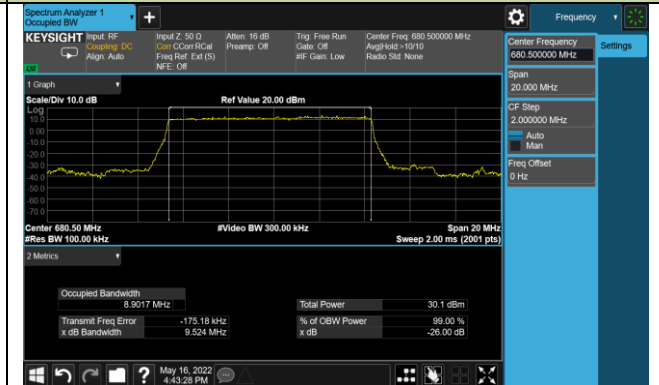 Spectrum Analyzer 1
Occupied BW
+
Frequency
KEYSIGHT
Input: RF
Coupling: DC
Align: Auto
Input Z: 50 Ω
Corr CCorr RCal
Freq Ref: Ext (S)
NFE: Off
Atten: 16 dB
Preamp: Off
Trig: Free Run
Gate: Off
#IF Gain: Low
Center Freq: 680.500000 MHz
Avg|Hold:>10/10
Radio Std: None
Center Frequency
680.500000 MHz
Settings
Span
20.000 MHz
CF Step
2.000000 MHz
Auto
Man
Freq Offset
0 Hz
1 Graph
Scale/Div 10.0 dB
Ref Value 20.00 dBm
Log
10.0
0.00
-10.0
-20.0
-30.0
-40.0
-50.0
-60.0
-70.0
Center 680.50 MHz
#Video BW 300.00 kHz
Span 20 MHz
#Res BW 100.00 kHz
Sweep 2.00 ms (2001 pts)
2 Metrics
Occupied Bandwidth
8.9017 MHz
Total Power
30.1 dBm
Transmit Freq Error
-175.18 kHz
% of OBW Power
99.00 %
x dB Bandwidth
9.524 MHz
x dB
-26.00 dB
?
May 16, 2022
4:43:28 PM